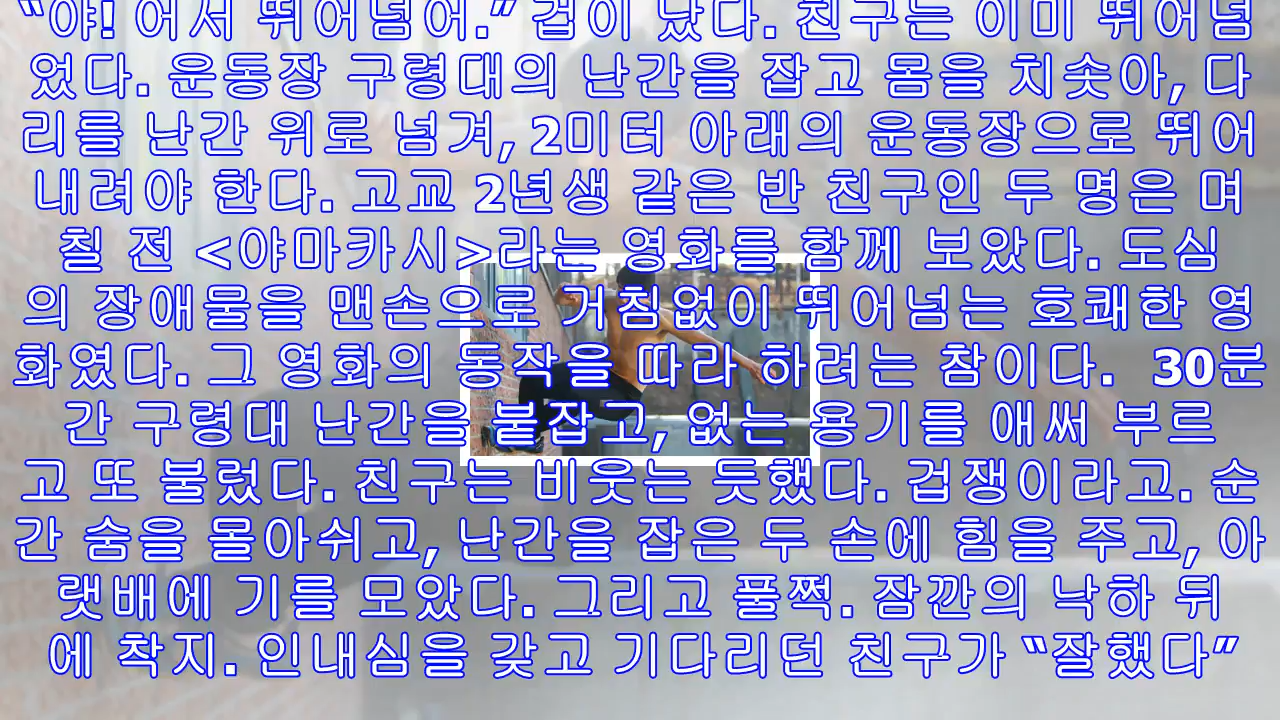 “야! 어서 뛰어넘어.” 겁이 났다. 친구는 이미 뛰어넘
었다. 운동장 구령대의 난간을 잡고 몸을 치솟아, 다
리를 난간 위로 넘겨, 2미터 아래의 운동장으로 뛰어
내려야 한다. 고교 2년생 같은 반 친구인 두 명은 며
칠 전 <야마카시>라는 영화를 함께 보았다. 도심
의 장애물을 맨손으로 거침없이 뛰어넘는 호쾌한 영
화였다. 그 영화의 동작을 따라 하려는 참이다. 30분
간 구령대 난간을 붙잡고, 없는 용기를 애써 부르
고 또 불렀다. 친구는 비웃는 듯했다. 겁쟁이라고. 순
간 숨을 몰아쉬고, 난간을 잡은 두 손에 힘을 주고, 아
랫배에 기를 모았다. 그리고 풀쩍. 잠깐의 낙하 뒤
에 착지. 인내심을 갖고 기다리던 친구가 “잘했다”